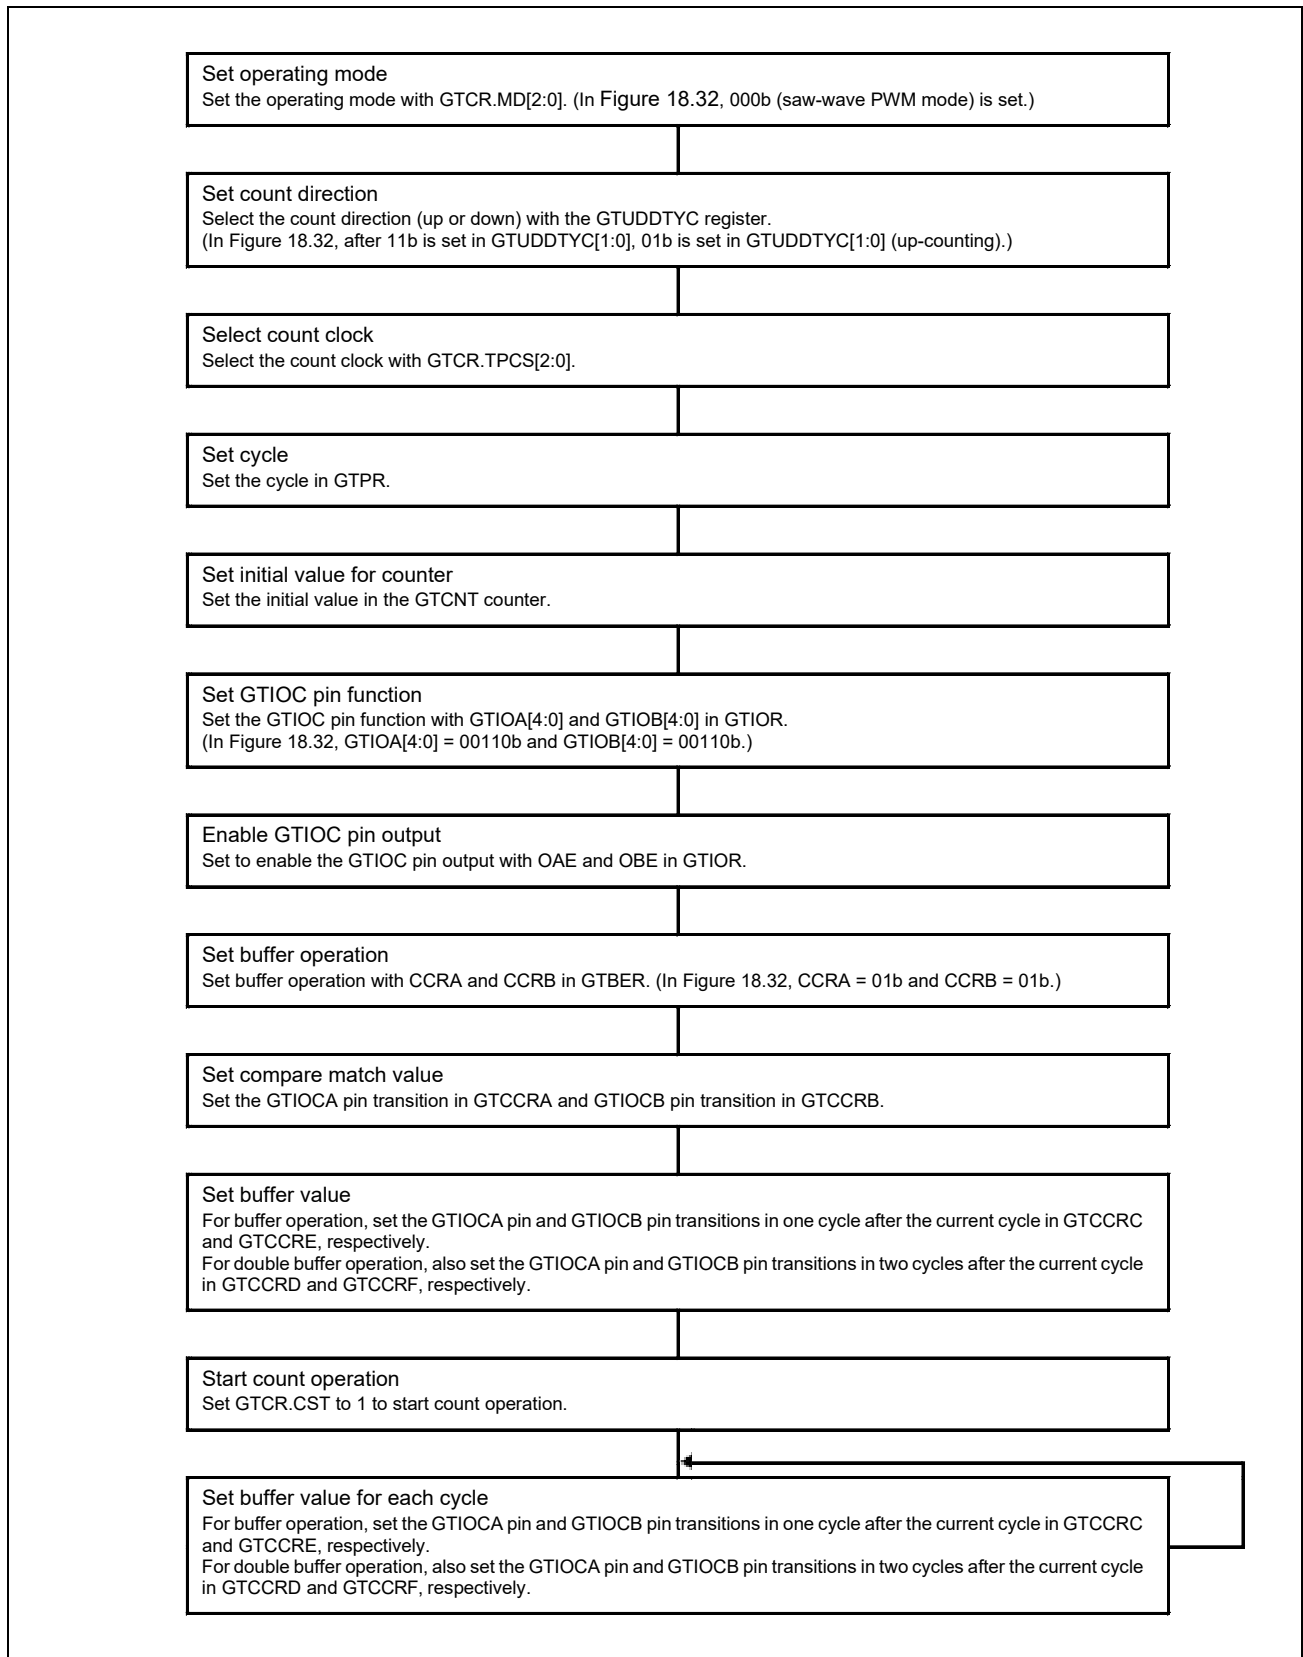 Set operating mode
Set the operating mode with GTCR.MD[2:0]. (In Figure 18.32, 000b (saw-wave PWM mode) is set.)
Set count direction
Select the count direction (up or down) with the GTUDDTYC register.
(In Figure 18.32, after 11b is set in GTUDDTYC[1:0], 01b is set in GTUDDTYC[1:0] (up-counting).)
Select count clock
Select the count clock with GTCR.TPCS[2:0].
Set cycle
Set the cycle in GTPR.
Set initial value for counter
Set the initial value in the GTCNT counter.
Set GTIOC pin function
Set the GTIOC pin function with GTIOA[4:0] and GTIOB[4:0] in GTIOR.
(In Figure 18.32, GTIOA[4:0] = 00110b and GTIOB[4:0] = 00110b.)
Enable GTIOC pin output
Set to enable the GTIOC pin output with OAE and OBE in GTIOR.
Set buffer operation
Set buffer operation with CCRA and CCRB in GTBER. (In Figure 18.32, CCRA = 01b and CCRB = 01b.)
Set compare match value
Set the GTIOCA pin transition in GTCCRA and GTIOCB pin transition in GTCCRB.
Set buffer value
For buffer operation, set the GTIOCA pin and GTIOCB pin transitions in one cycle after the current cycle in GTCCRC
and GTCCRE, respectively.
For double buffer operation, also set the GTIOCA pin and GTIOCB pin transitions in two cycles after the current cycle
in GTCCRD and GTCCRF, respectively.
Start count operation
Set GTCR.CST to 1 to start count operation.
Set buffer value for each cycle
For buffer operation, set the GTIOCA pin and GTIOCB pin transitions in one cycle after the current cycle in GTCCRC
and GTCCRE, respectively.
For double buffer operation, also set the GTIOCA pin and GTIOCB pin transitions in two cycles after the current cycle
in GTCCRD and GTCCRF, respectively.